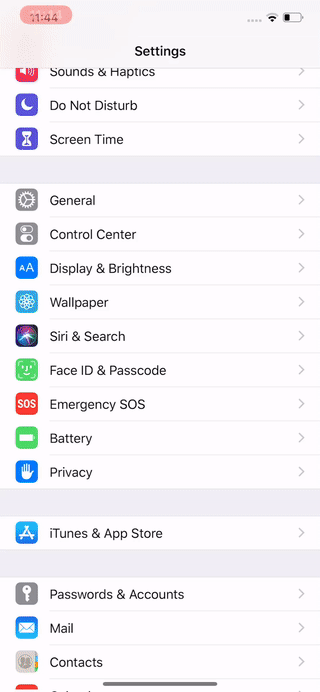 11:44
Settings
Sounds & Haptics
Do Not Disturb
Screen Time
General
Control Center
AA Display & Brightness
Wallpaper
Siri & Search
Face ID & Passcode
SOS Emergency SOS
Battery
Privacy
iTunes & App Store
Passwords & Accounts
Mail
Contacts